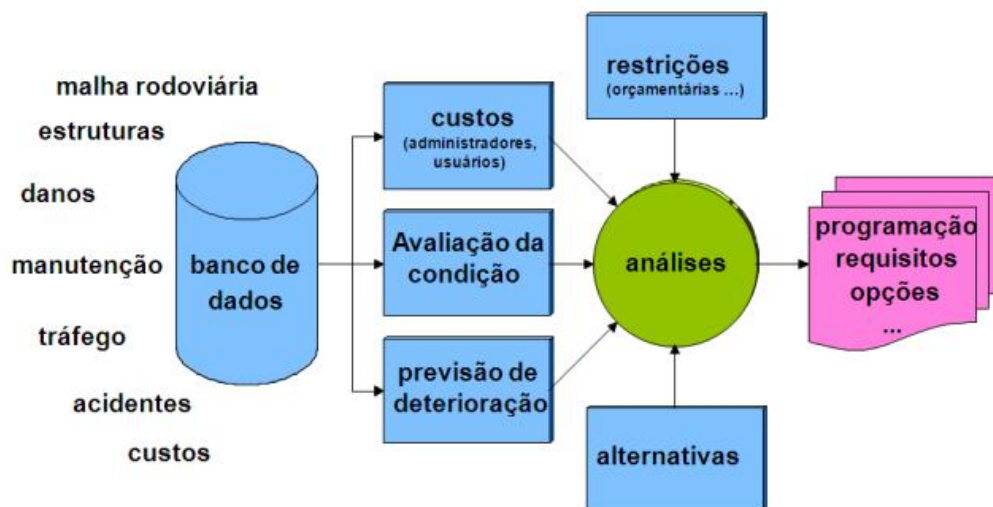 malha rodoviária
estruturas
danos
manutenção
tráfego
acidentes
custos
banco de
dados
custos
(administradores,
usuários)
Avaliação da
condição
previsão de
deterioração
restrições
(orçamentárias ...)
análises
alternativas
programação
requisitos
opções
...